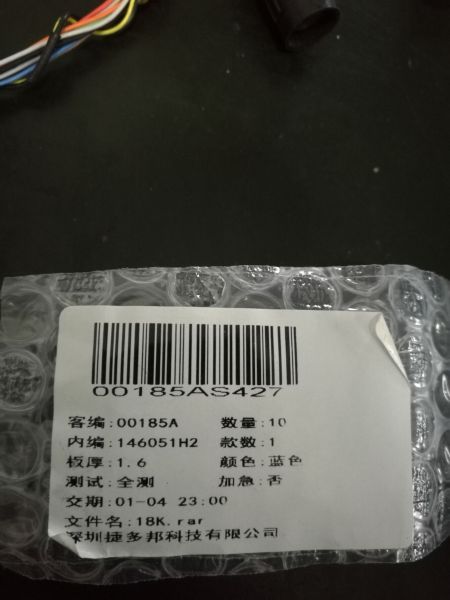 00185AS427
客编:00185A 数量:10
内编:146051H2 款数:1
板厚:1.6 颜色:蓝色
测试:全测 加急:否
交期:01-04 23:00
文件名:18K.rar
深圳捷多邦科技有限公司